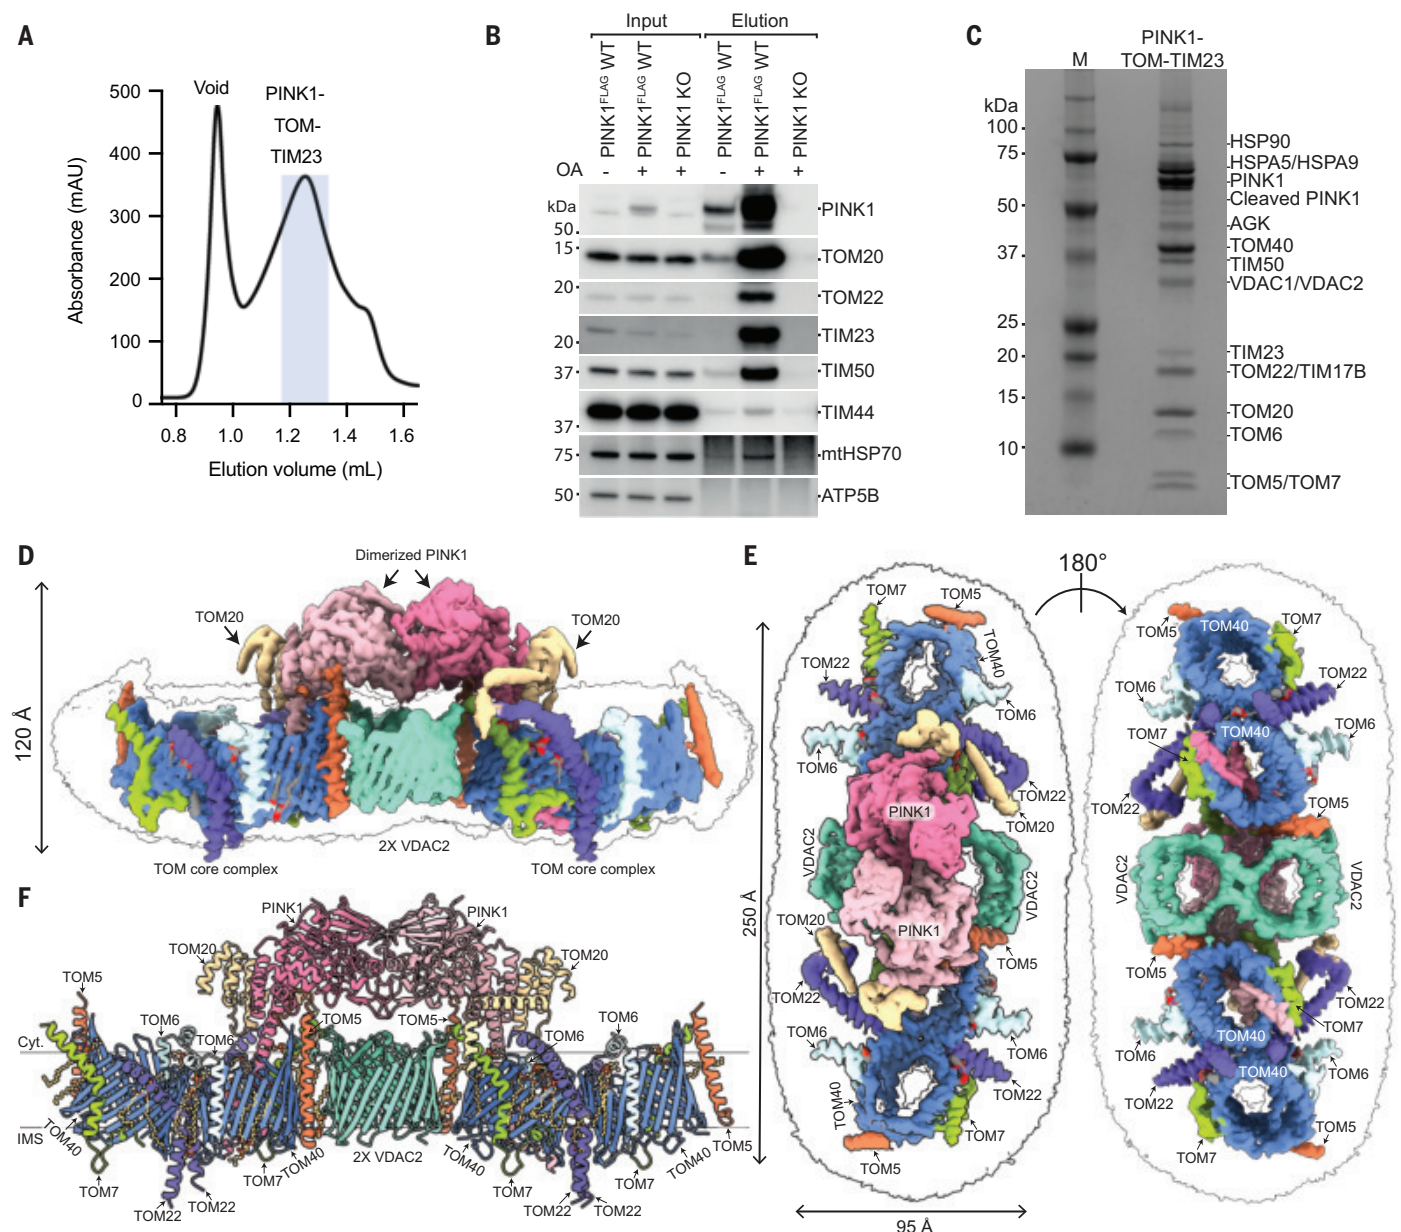 A
500
400
300
200
100
0
Absorbance (mAU)
Void
PINK1-
TOM-
TIM23
0.8 1.0 1.2 1.4 1.6
Elution volume (mL)
B
Input Elution
PINK1FLAG WT
PINK1FLAG WT
PINK1 KO
PINK1FLAG WT
PINK1FLAG WT
PINK1 KO
OA - + + - + +
kDa
50 PINK1
15 TOM20
20 TOM22
20 TIM23
37 TIM50
37 TIM44
75 mtHSP70
50 ATP5B
C
PINK1-
M TOM-TIM23
kDa
100
75
50
37
25
20
15
10
HSP90
HSPA5/HSPA9
PINK1
Cleaved PINK1
AGK
TOM40
TIM50
VDAC1/VDAC2
TIM23
TOM22/TIM17B
TOM20
TOM6
TOM5/TOM7
D
Dimerized PINK1
TOM20 TOM20
120 Å
2X VDAC2
TOM core complex TOM core complex
E
180°
TOM7
TOM5
TOM40
TOM22
TOM6
TOM6
TOM22
TOM20
PINK1
VDAC2
VDAC2
PINK1
TOM20
TOM5
TOM22
TOM6
TOM6
TOM22
TOM40
TOM7
TOM5
250 Å
95 Å
TOM5
TOM40
TOM7
TOM22
TOM6
TOM6
TOM7
TOM40
TOM22
TOM5
VDAC2
VDAC2
TOM5
TOM22
TOM7
TOM40
TOM6
TOM40
TOM6
TOM22
TOM7
TOM5
F
PINK1 PINK1
TOM20 TOM20
TOM5
TOM6
TOM6
TOM5
TOM5
TOM6
TOM6
Cyt.
IMS
TOM40
TOM7
TOM22
TOM22
TOM7
TOM40
2X VDAC2
TOM40
TOM7
TOM22
TOM22
TOM7
TOM40
TOM5